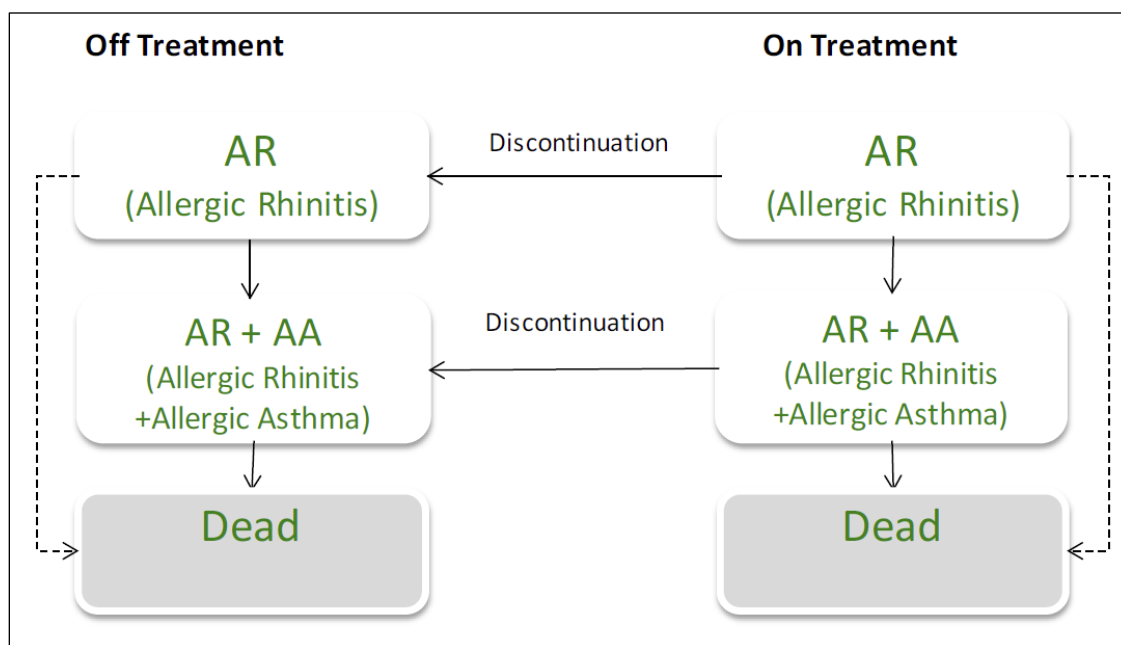 Off Treatment
On Treatment
AR
(Allergic Rhinitis)
Discontinuation
AR
(Allergic Rhinitis)
AR + AA
(Allergic Rhinitis
+Allergic Asthma)
Discontinuation
AR + AA
(Allergic Rhinitis
+Allergic Asthma)
Dead
Dead